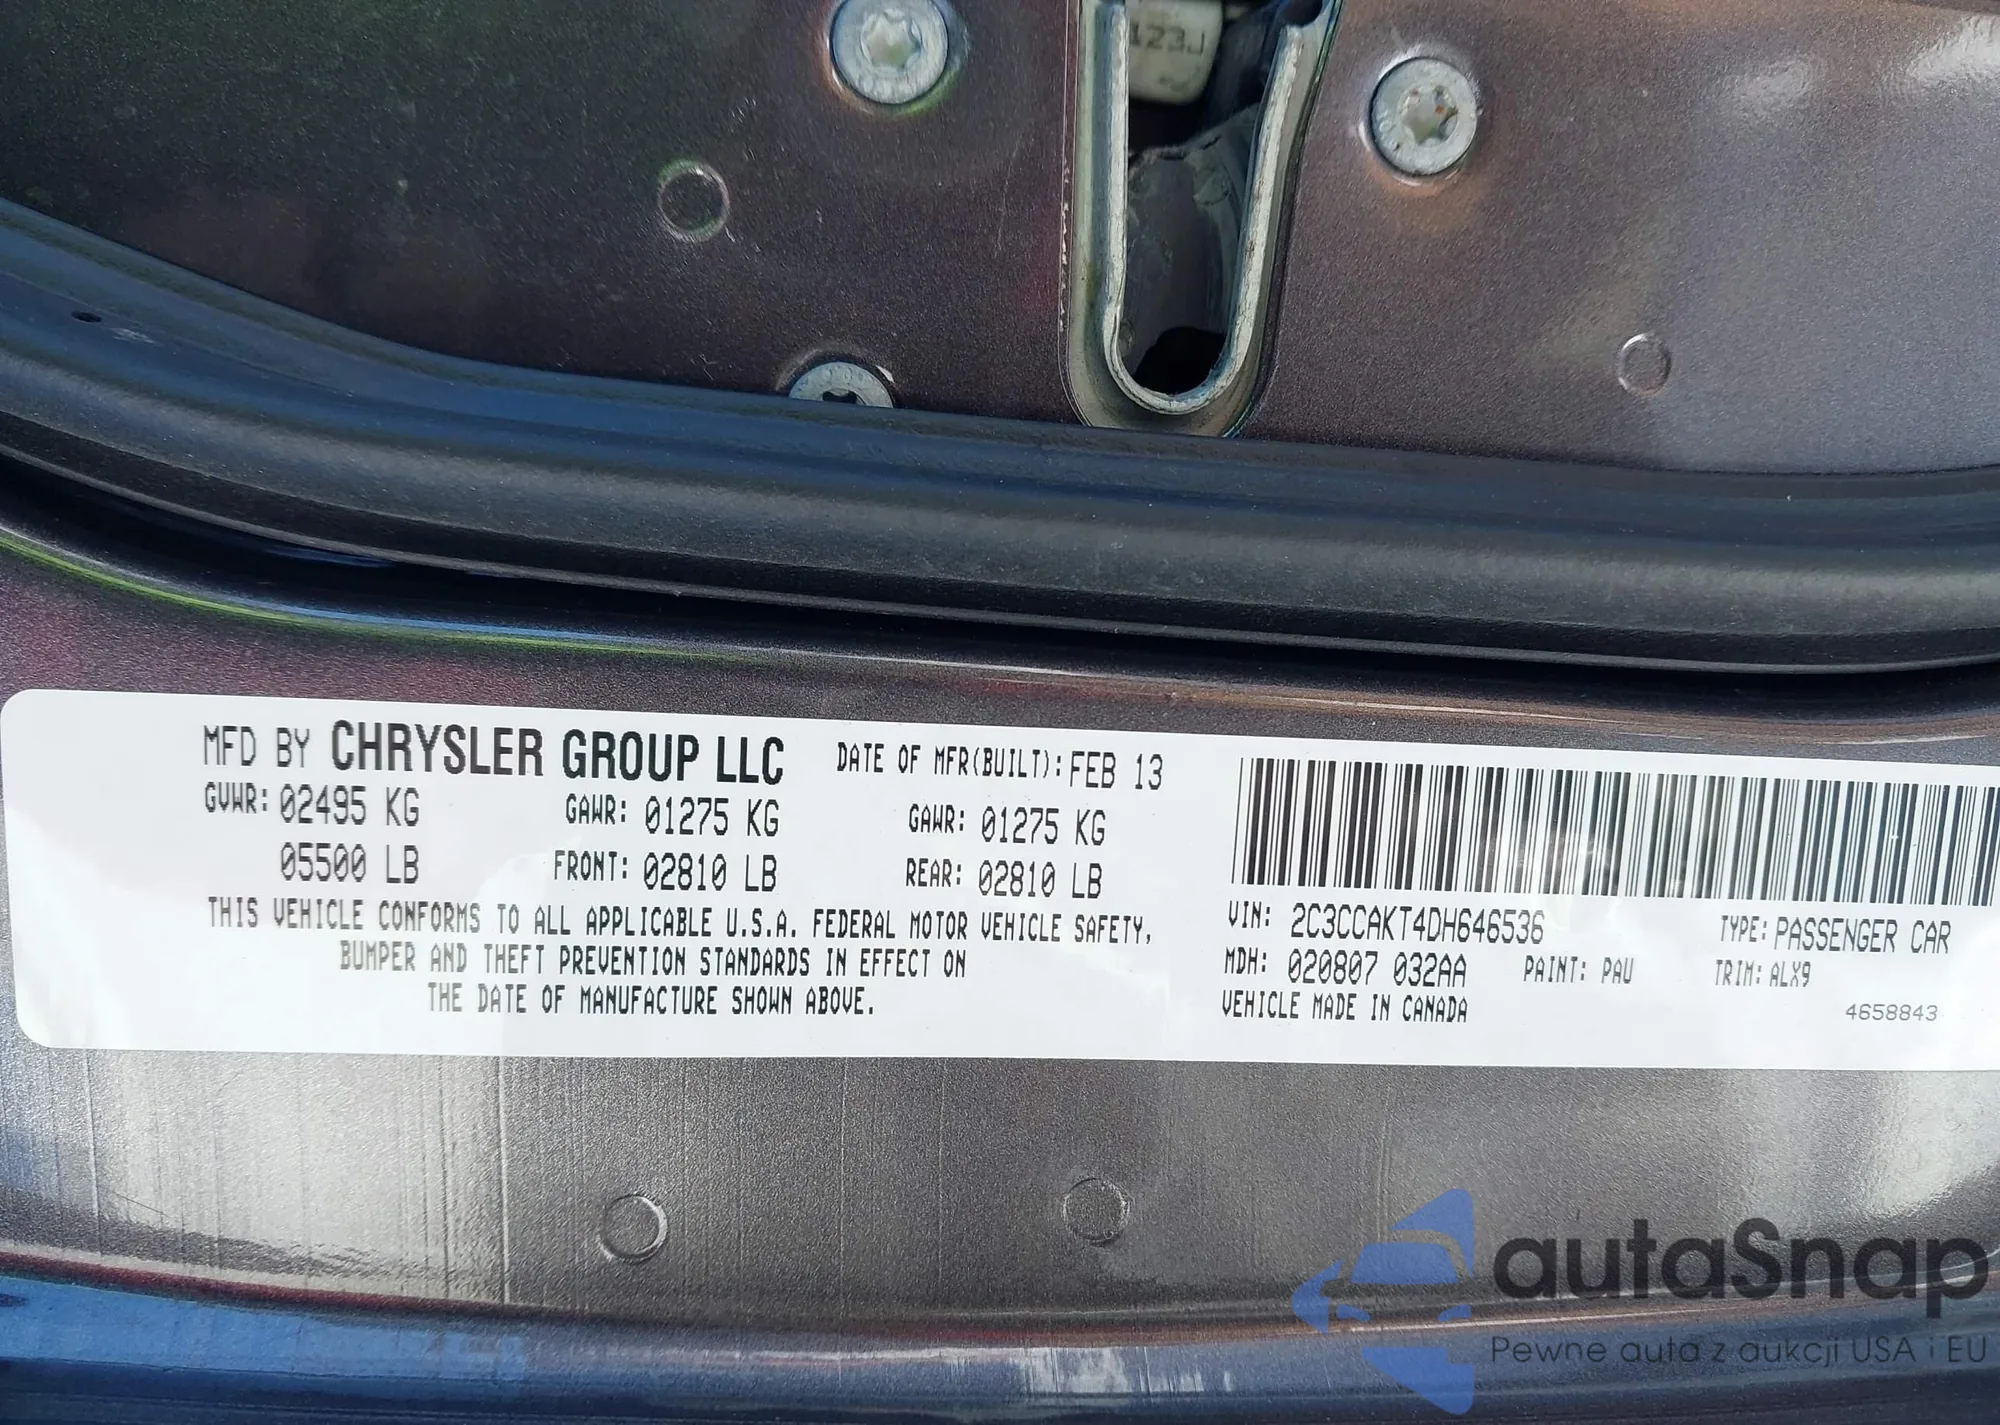 123J
MFD BY CHRYSLER GROUP LLC DATE OF MFR(BUILT): FEB 13
GVWR: 02495 KG GAWR: 01275 KG GAWR: 01275 KG
05500 LB FRONT: 02810 LB REAR: 02810 LB
THIS VEHICLE CONFORMS TO ALL APPLICABLE U.S.A. FEDERAL MOTOR VEHICLE SAFETY,
BUMPER AND THEFT PREVENTION STANDARDS IN EFFECT ON
THE DATE OF MANUFACTURE SHOWN ABOVE.
VIN: 2C3CCAKT4DH646536 TYPE: PASSENGER CAR
MDH: 020807 032AA PAINT: PAU TRIM: ALX9
VEHICLE MADE IN CANADA 4658843
autoSnap
Pewne auta z aukcji USA i EU